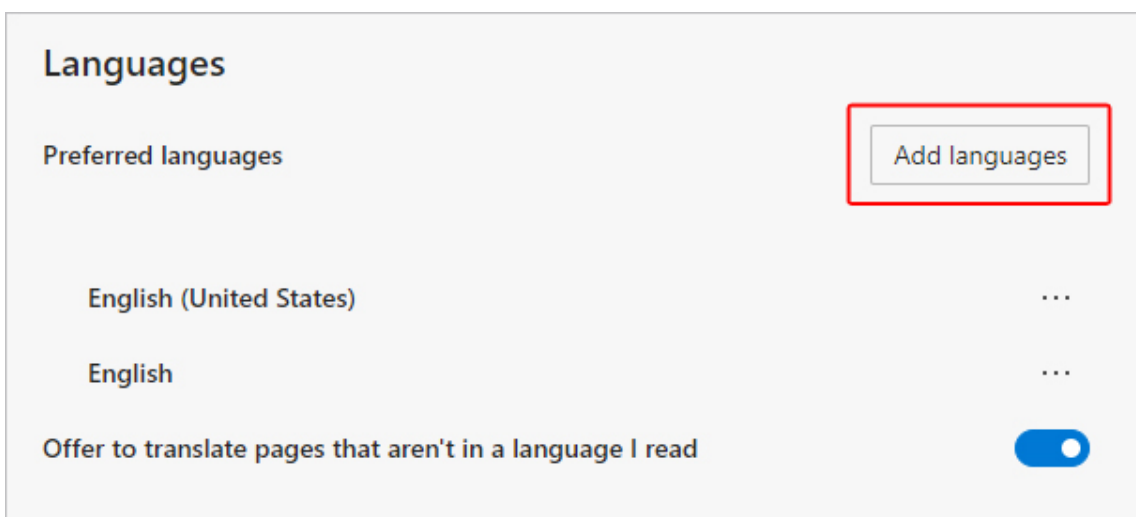 Languages
Preferred languages
Add languages
English (United States)
English
Offer to translate pages that aren't in a language I read